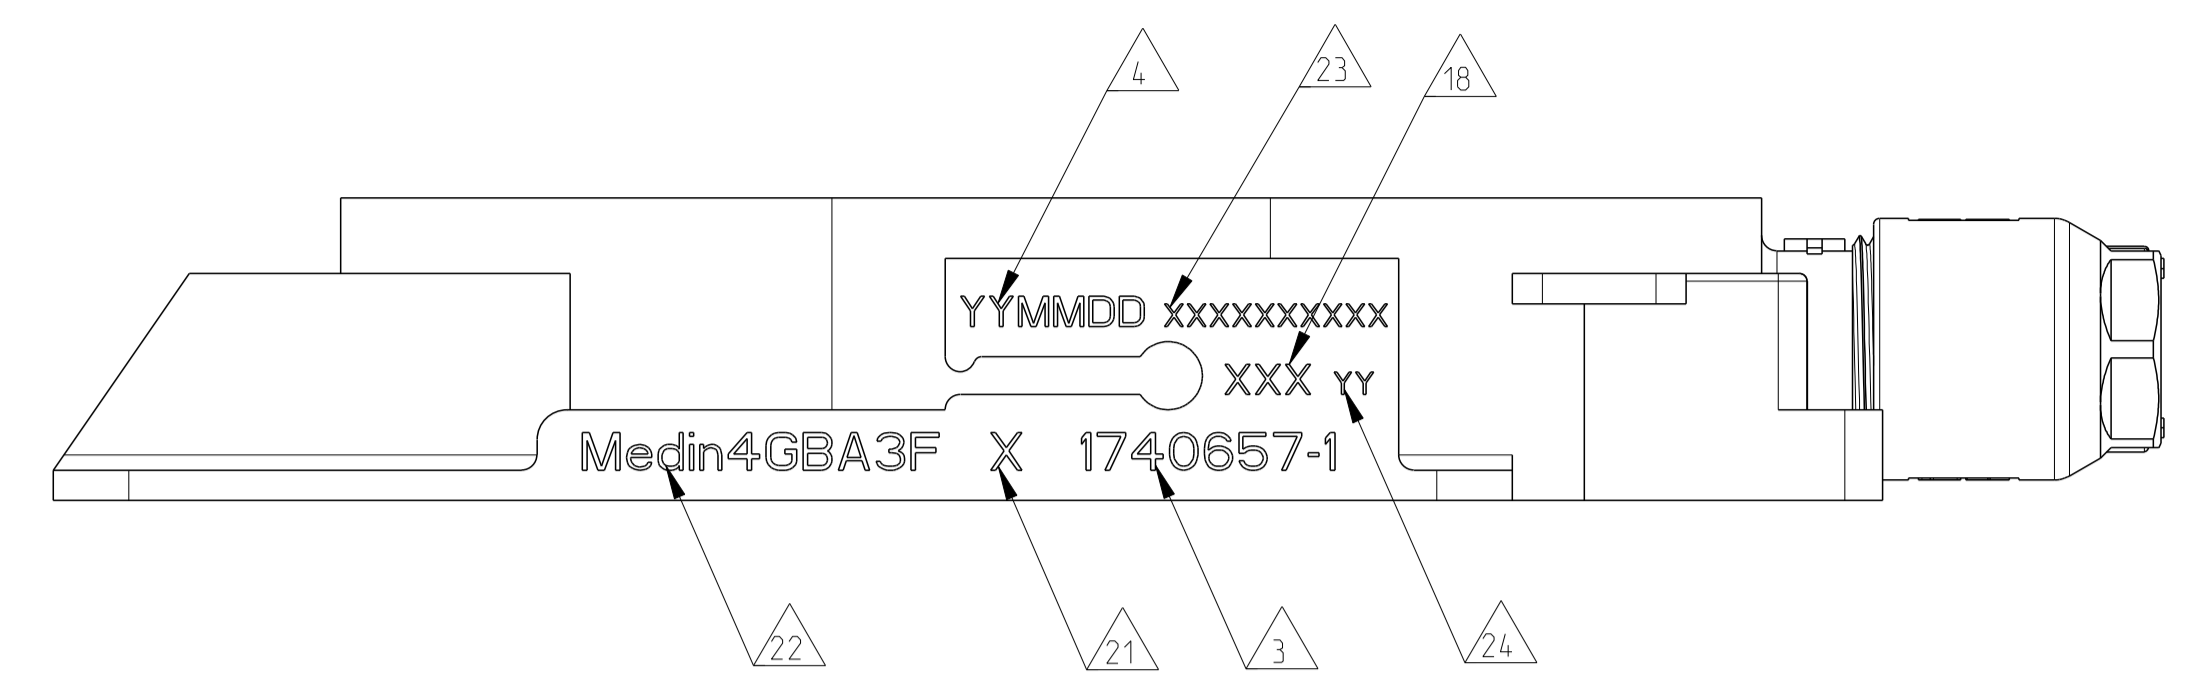 4 23 18
YYMMDD xxxxxxxxxx
XXX YY
Medin4GBA3F X 1740657-1
22 21 3 24